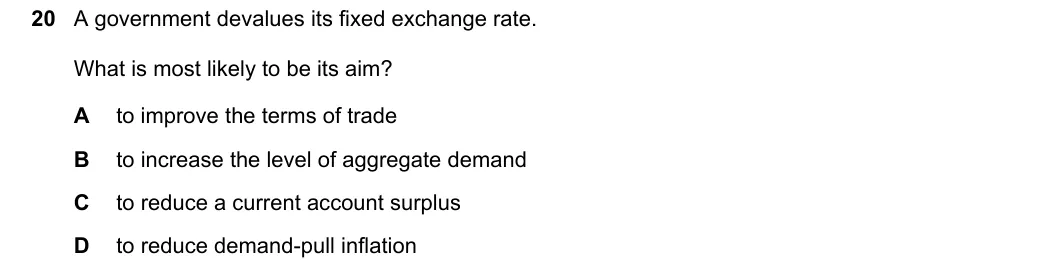 20 A government devalues its fixed exchange rate.
What is most likely to be its aim?
A to improve the terms of trade
B to increase the level of aggregate demand
C to reduce a current account surplus
D to reduce demand-pull inflation